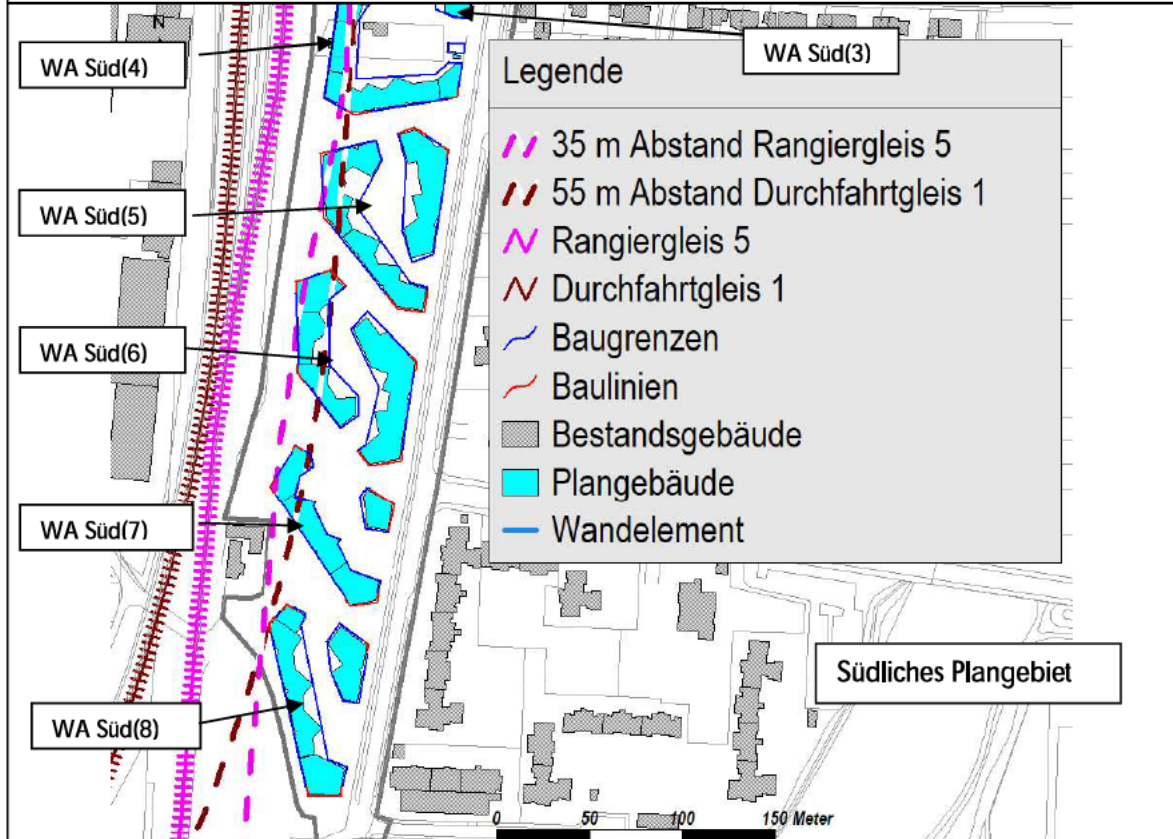 N
WA Süd(4)
WA Süd(3)
Legende
35 m Abstand Rangiergleis 5
55 m Abstand Durchfahrtgleis 1
Rangiergleis 5
Durchfahrtgleis 1
Baugrenzen
Baulinien
Bestandsgebäude
Plangebäude
Wandelement
WA Süd(5)
WA Süd(6)
WA Süd(7)
WA Süd(8)
Südliches Plangebiet
0 50 100 150 Meter